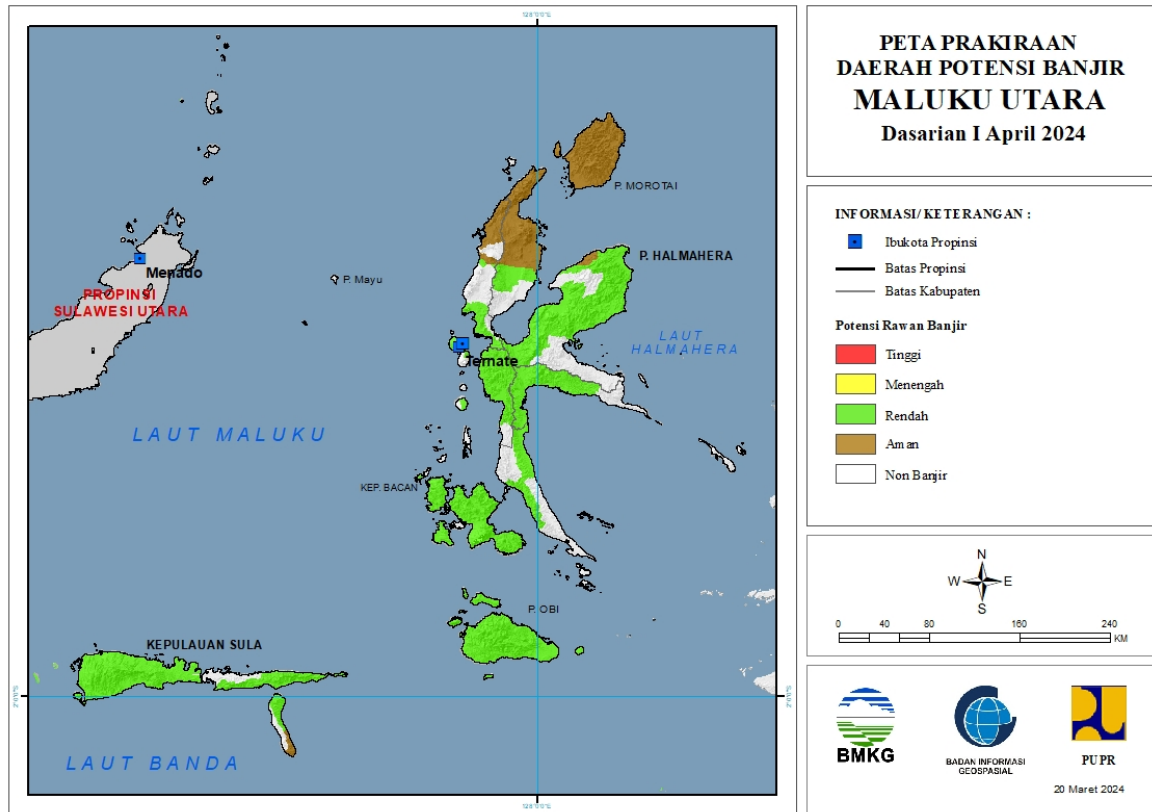 PETA PRAKIRAAN
DAERAH POTENSI BANJIR
MALUKU UTARA
Dasarian I April 2024
INFORMASI/ KETERANGAN :
Ibukota Propinsi
Batas Propinsi
Batas Kabupaten
Potensi Rawan Banjir
Tinggi
Menengah
Rendah
Aman
Non Banjir
N
W E
S
0 40 80 160 240
KM
BMKG
BADAN INFORMASI
GEOSPASIAL
PUPR
20 Maret 2024
P. MOROTAI
P. HALMAHERA
Menado
P. Mayu
PROPINSI
SULAWESI UTARA
LAUT
HALMAHERA
Ternate
LAUT MALUKU
KEP. BACAN
P. OBI
KEPULAUAN SULA
LAUT BANDA